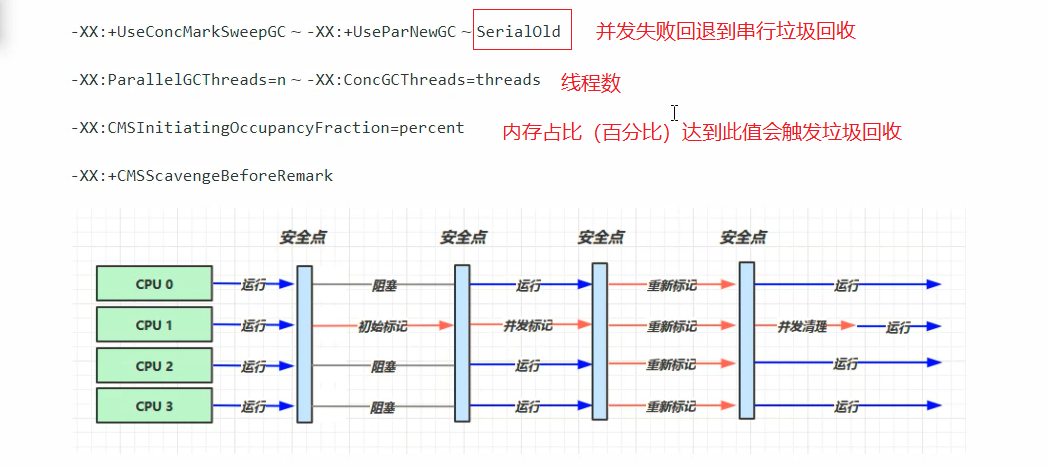 -XX:+UseConcMarkSweepGC ~ -XX:+UseParNewGC ~ SerialOld 并发失败回退到串行垃圾回收
-XX:ParallelGCThreads=n ~ -XX:ConcGCThreads=threads 线程数
-XX:CMSInitiatingOccupancyFraction=percent 内存占比（百分比）达到此值会触发垃圾回收
-XX:+CMSScavengeBeforeRemark
安全点 安全点 安全点 安全点
CPU 0 运行 阻塞 运行 重新标记 运行
CPU 1 运行 初始标记 并发标记 重新标记 并发清理 运行
CPU 2 运行 阻塞 运行 重新标记 运行
CPU 3 运行 阻塞 运行 重新标记 运行